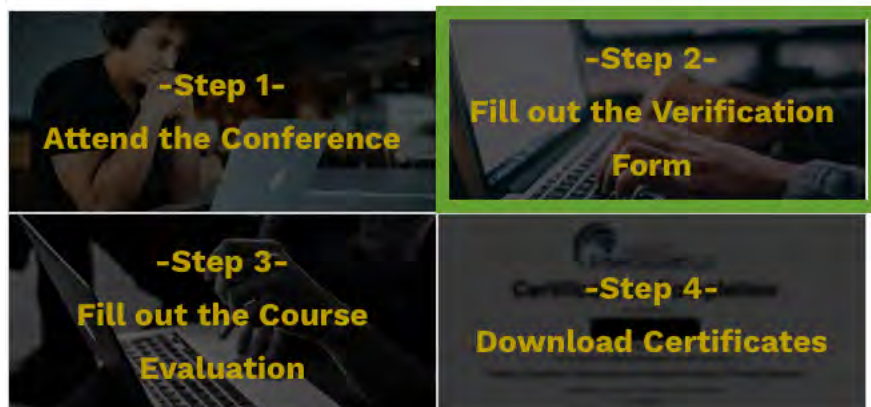 -Step 1-
Attend the Conference
-Step 2-
Fill out the Verification
Form
-Step 3-
Fill out the Course
Evaluation
-Step 4-
Download Certificates